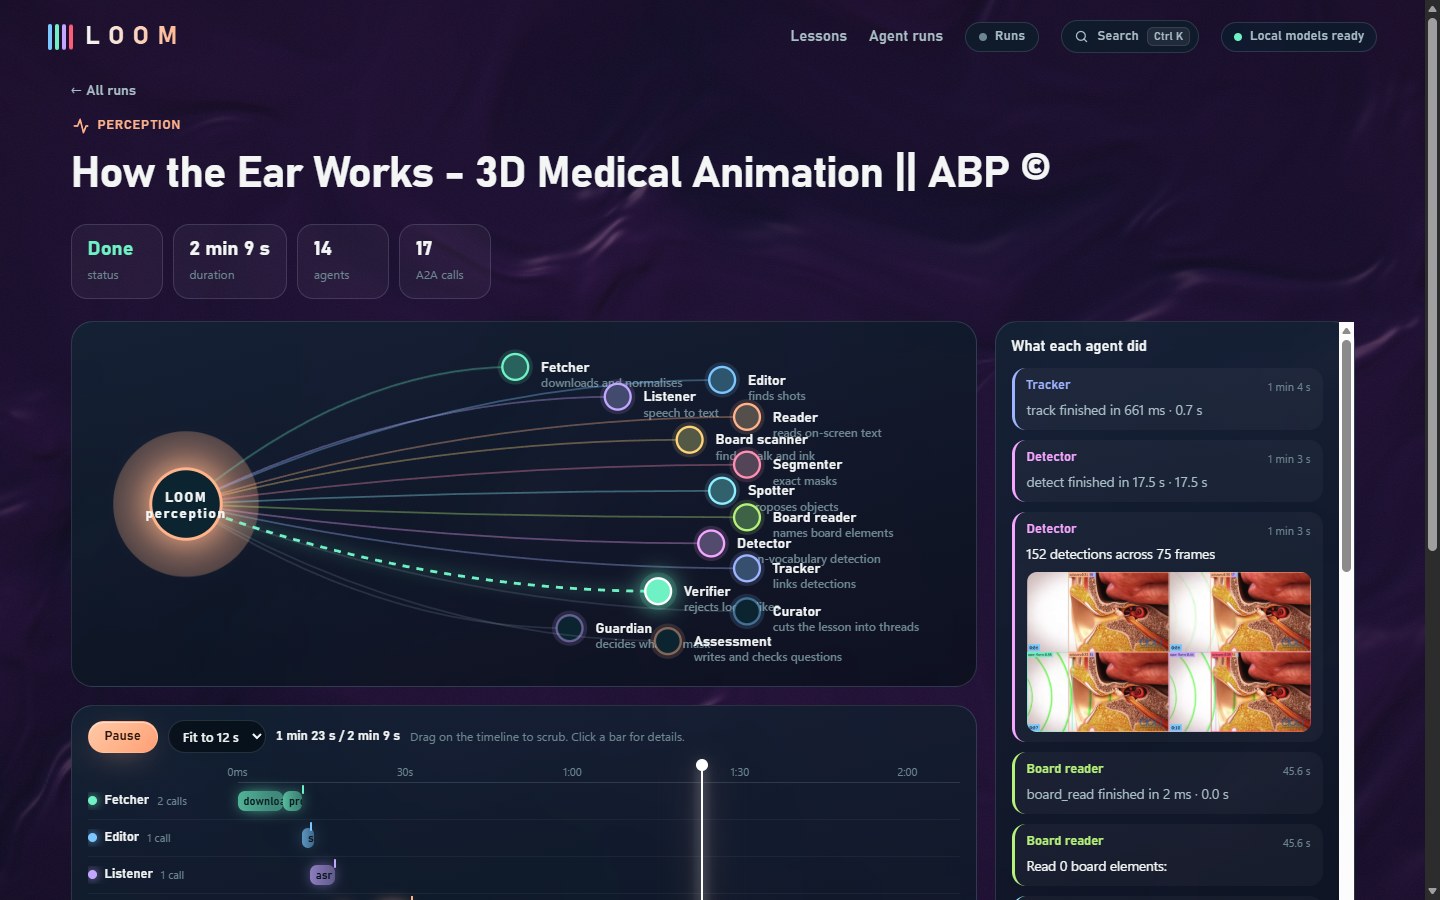 LOOM
Lessons
Agent runs
Runs
Search Ctrl K
Local models ready
← All runs
PERCEPTION
How the Ear Works - 3D Medical Animation || ABP ©
Done
status
2 min 9 s
duration
14
agents
17
A2A calls
LOOM
perception
Fetcher
downloads and normalises
Editor
finds shots
Listener
speech to text
Reader
reads on-screen text
Board scanner
Segmenter
exact masks
Spotter
Board reader
names board elements
Detector
Tracker
links detections
Verifier
Curator
cuts the lesson into threads
Guardian
Assessment
writes and checks questions
What each agent did
Tracker 1 min 4 s
track finished in 661 ms · 0.7 s
Detector 1 min 3 s
detect finished in 17.5 s · 17.5 s
Detector 1 min 3 s
152 detections across 75 frames
Board reader 45.6 s
board_read finished in 2 ms · 0.0 s
Board reader 45.6 s
Read 0 board elements:
Pause
Fit to 12 s
1 min 23 s / 2 min 9 s
Drag on the timeline to scrub. Click a bar for details.
0ms 30s 1:00 1:30 2:00
Fetcher 2 calls
Editor 1 call
Listener 1 call asr